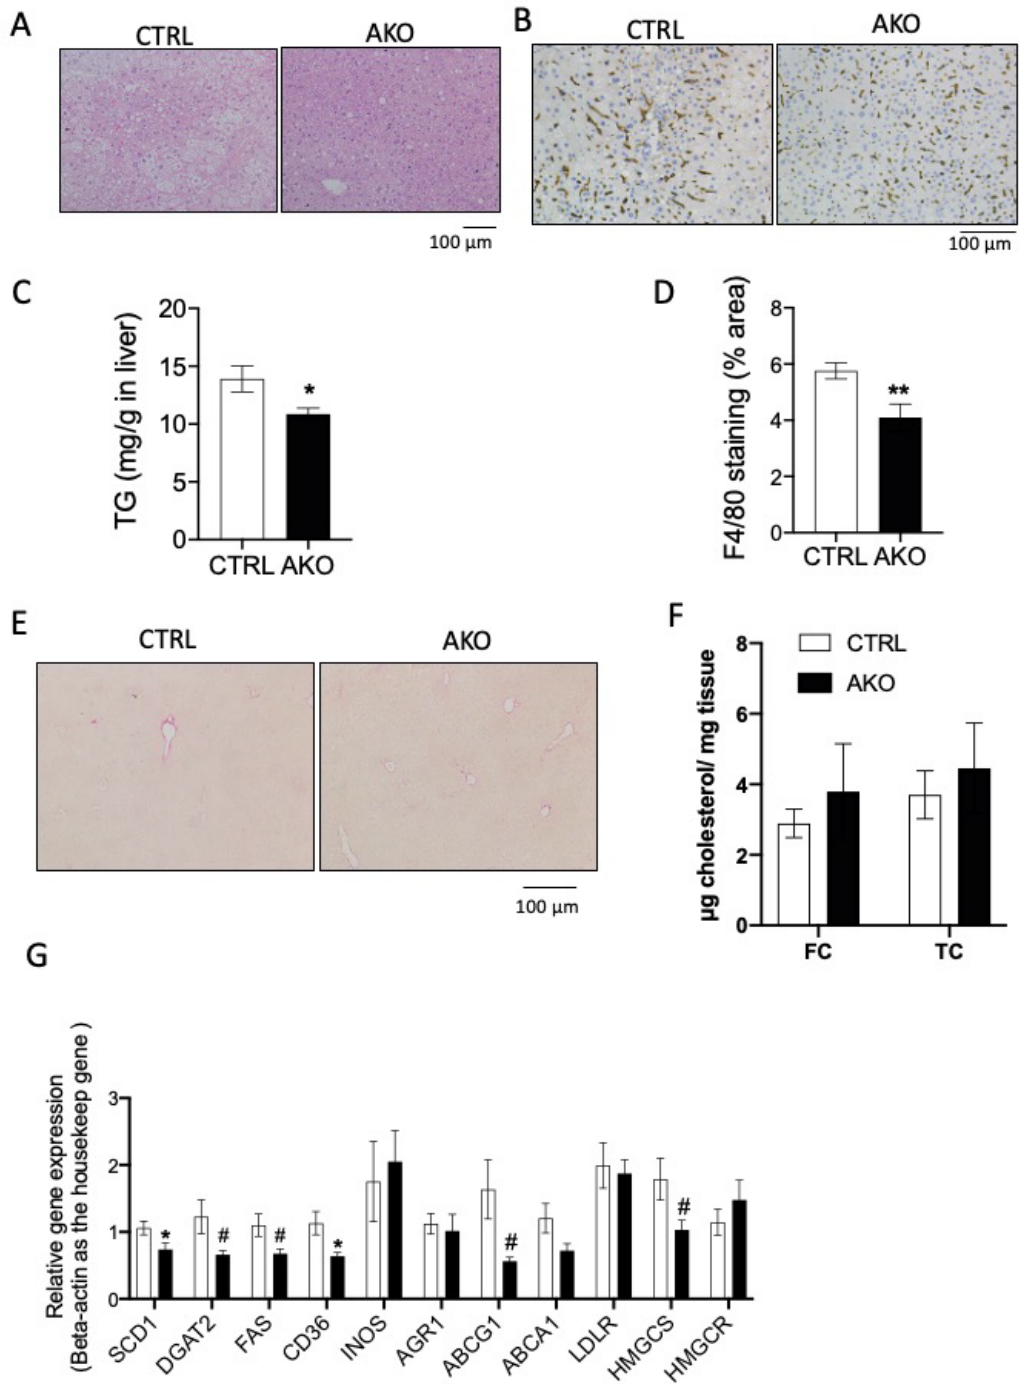 A
CTRL
AKO
100 µm
B
CTRL
AKO
100 µm
C
TG (mg/g in liver)
20
15
10
5
0
*
CTRL AKO
D
F4/80 staining (% area)
8
6
4
2
0
**
CTRL AKO
E
CTRL
AKO
100 µm
F
µg cholesterol/ mg tissue
8
6
4
2
0
CTRL
AKO
FC
TC
G
Relative gene expression
(Beta-actin as the housekeep gene )
3
2
1
0
*
#
#
*
#
#
SCD1
DGAT2
FAS
CD36
INOS
AGR1
ABCG1
ABCA1
LDLR
HMGCS
HMGCR